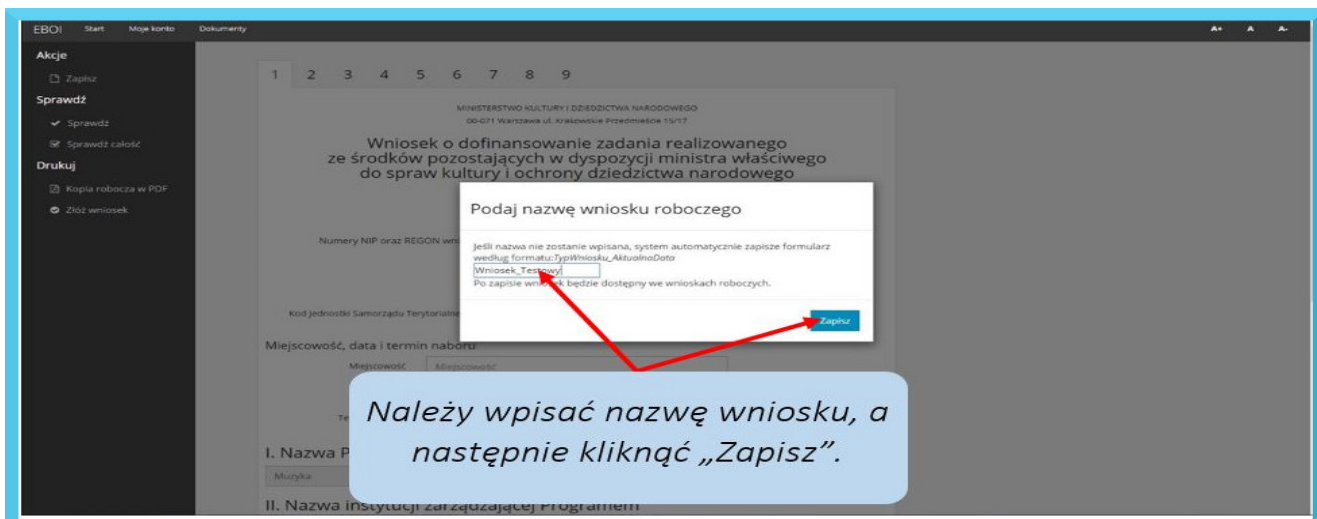 EBOI Start Moje konto Dokumenty A+ A A-
Akcje
Zapisz
Sprawdź
Sprawdź
Sprawdź całość
Drukuj
Kopia robocza w PDF
Złóż wniosek
1 2 3 4 5 6 7 8 9
MINISTERSTWO KULTURY I DZIEDZICTWA NARODOWEGO
00-071 Warszawa ul. Krakowskie Przedmieście 15/17
Wniosek o dofinansowanie zadania realizowanego
ze środków pozostających w dyspozycji ministra właściwego
do spraw kultury i ochrony dziedzictwa narodowego
Podaj nazwę wniosku roboczego
Numery NIP oraz REGON
Jeśli nazwa nie zostanie wpisana, system automatycznie zapisze formularz
według formatu:TypWniosku_AktualnaData
Wniosek_Testowy
Po zapisie wniosek będzie dostępny we wnioskach roboczych.
Kod Jednostki Samorządu
Zapisz
Miejscowość, data i termin naboru
Miejscowość Miejscowość
Należy wpisać nazwę wniosku, a
następnie kliknąć „Zapisz”.
I. Nazwa
Muzyka
II. Nazwa instytucji zarządzającej Programem